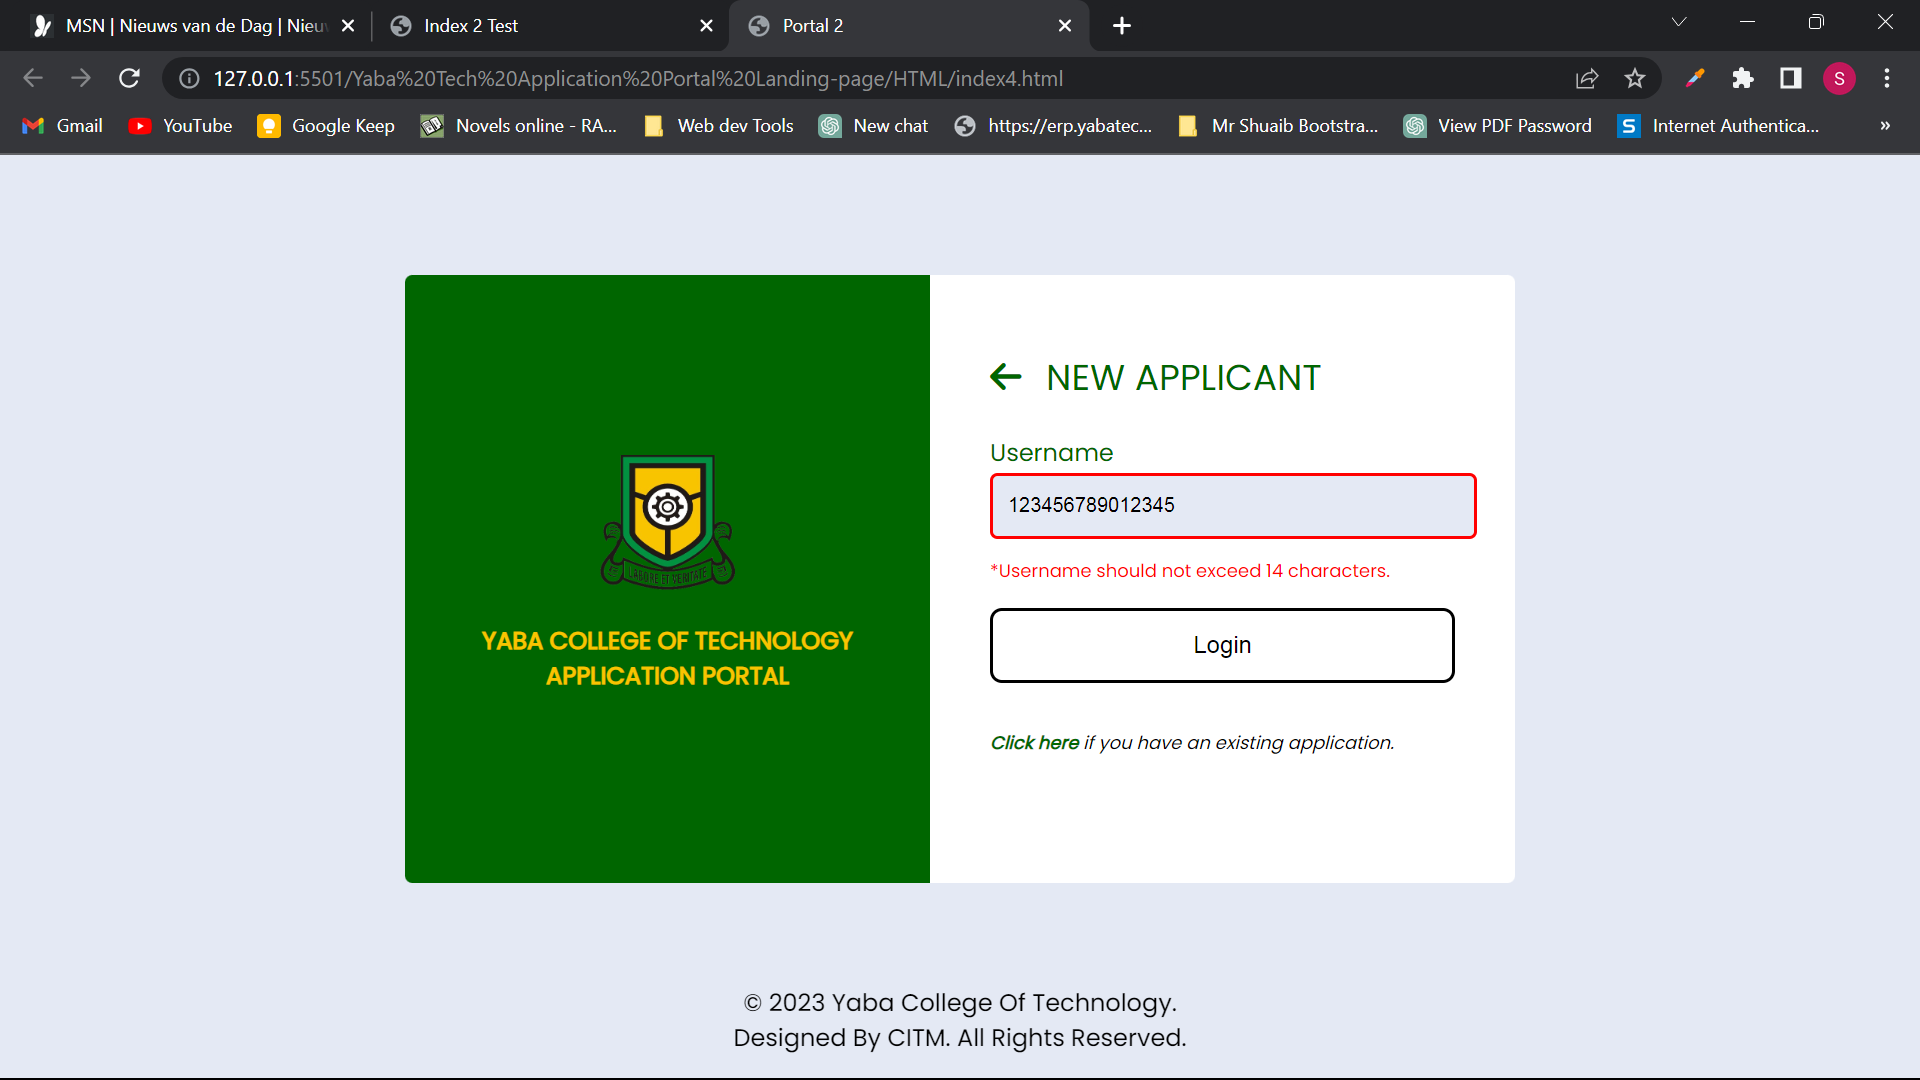 MSN | Nieuws van de Dag | Nieu
Index 2 Test
Portal 2
127.0.0.1:5501/Yaba%20Tech%20Application%20Portal%20Landing-page/HTML/index4.html
S
Gmail
YouTube
Google Keep
Novels online - RA...
Web dev Tools
New chat
https://erp.yabatec...
Mr Shuaib Bootstra...
View PDF Password
S Internet Authentica...
»
LABORE ET VERITATE
YABA COLLEGE OF TECHNOLOGY
APPLICATION PORTAL
NEW APPLICANT
Username
123456789012345
*Username should not exceed 14 characters.
Login
Click here if you have an existing application.
© 2023 Yaba College Of Technology.
Designed By CITM. All Rights Reserved.